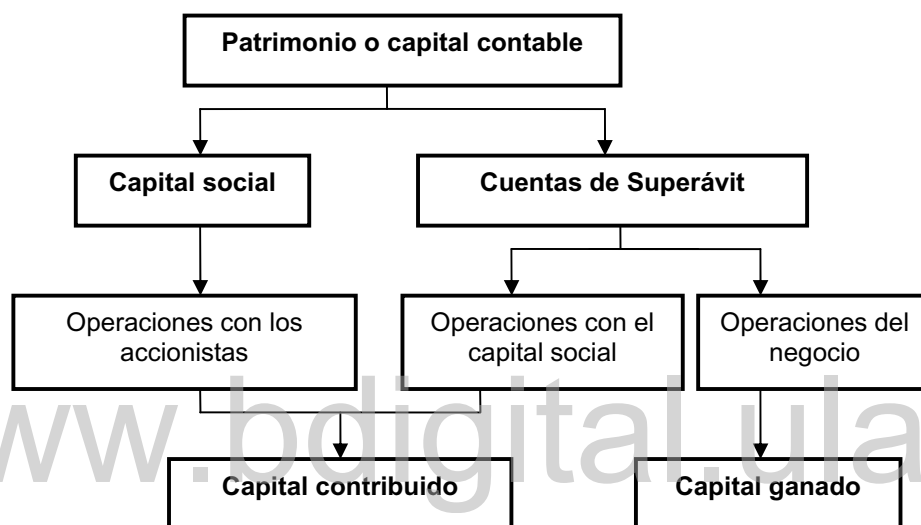 Patrimonio o capital contable
Capital social
Cuentas de Superávit
Operaciones con los
accionistas
Operaciones con el
capital social
Operaciones del
negocio
www.bdigital.ula
Capital contribuido
Capital ganado